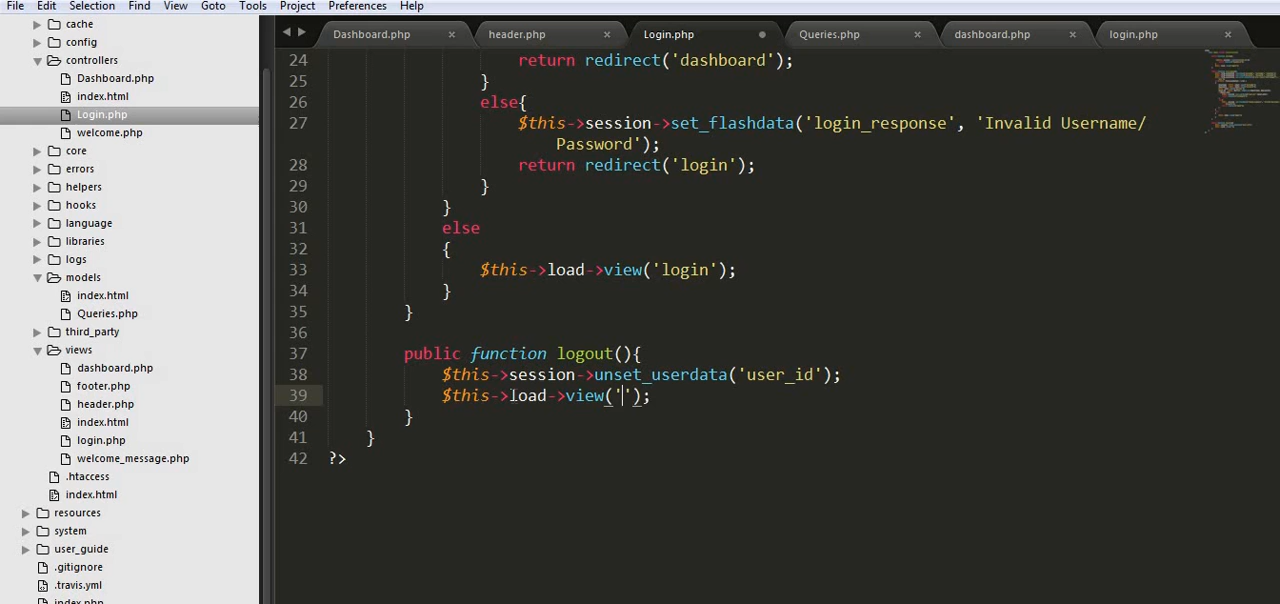 File Edit Selection Find View Goto Tools Project Preferences Help
cache
config
controllers
Dashboard.php
index.html
Login.php
welcome.php
core
errors
helpers
hooks
language
libraries
logs
models
index.html
Queries.php
third_party
views
dashboard.php
footer.php
header.php
index.html
login.php
welcome_message.php
.htaccess
index.html
resources
system
user_guide
.gitignore
.travis.yml
index.php
Dashboard.php × header.php × Login.php Queries.php × dashboard.php × login.php ×
24 return redirect('dashboard');
25 }
26 else{
27 $this->session->set_flashdata('login_response', 'Invalid Username/
Password');
28 return redirect('login');
29 }
30 }
31 else
32 {
33 $this->load->view('login');
34 }
35 }
36
37 public function logout(){
38 $this->session->unset_userdata('user_id');
39 $this->load->view('');
40 }
41 }
42 ?>